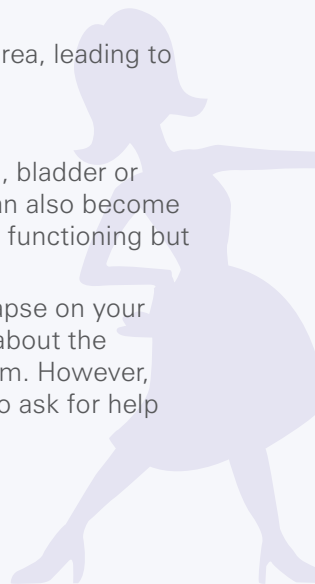 rea, leading to
, bladder or
an also become
functioning but
apse on your
about the
m. However,
o ask for help